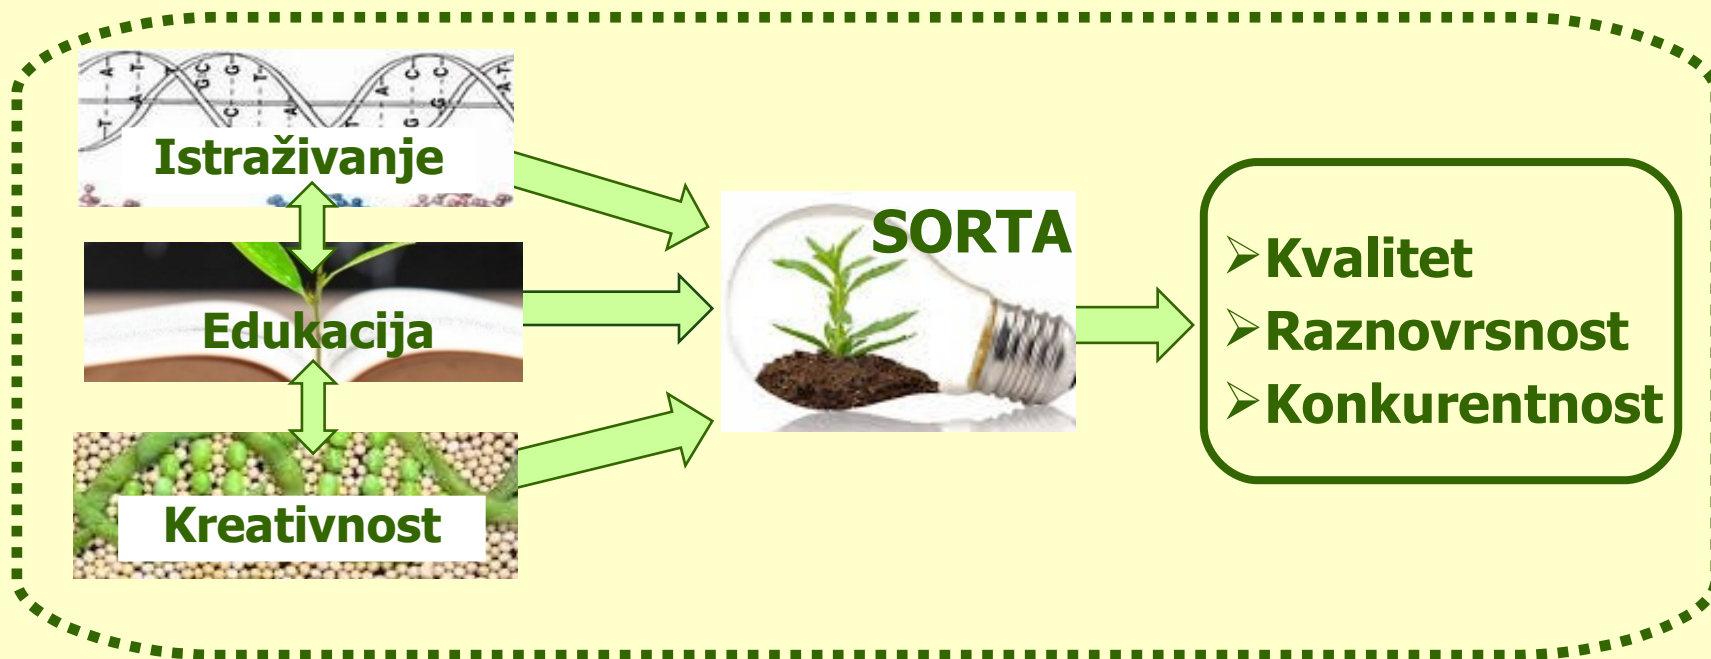 Istraživanje
Edukacija
Kreativnost
SORTA
➢Kvalitet
➢Raznovrsnost
➢Konkurentnost